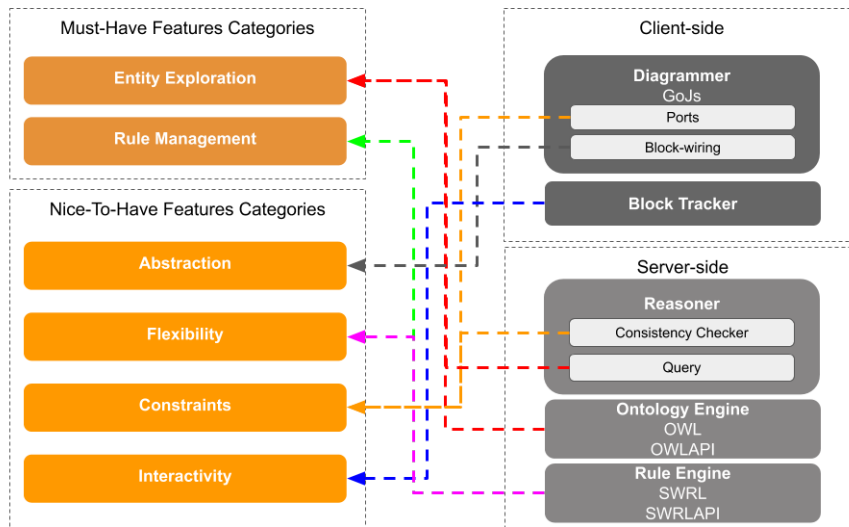 Must-Have Features Categories
Entity Exploration
Rule Management
Nice-To-Have Features Categories
Abstraction
Flexibility
Constraints
Interactivity
Client-side
Diagrammer
GoJs
Ports
Block-wiring
Block Tracker
Server-side
Reasoner
Consistency Checker
Query
Ontology Engine
OWL
OWLAPI
Rule Engine
SWRL
SWRLAPI